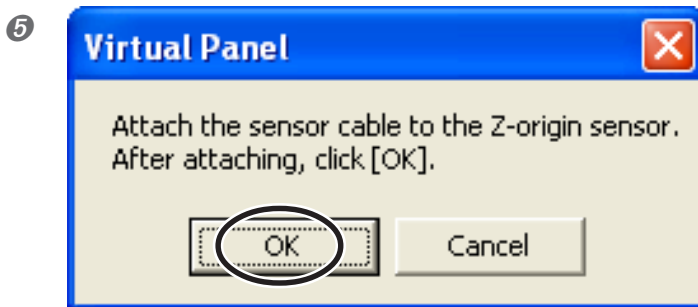 ❺
Virtual Panel
Attach the sensor cable to the Z-origin sensor.
After attaching, click [OK].
OK Cancel